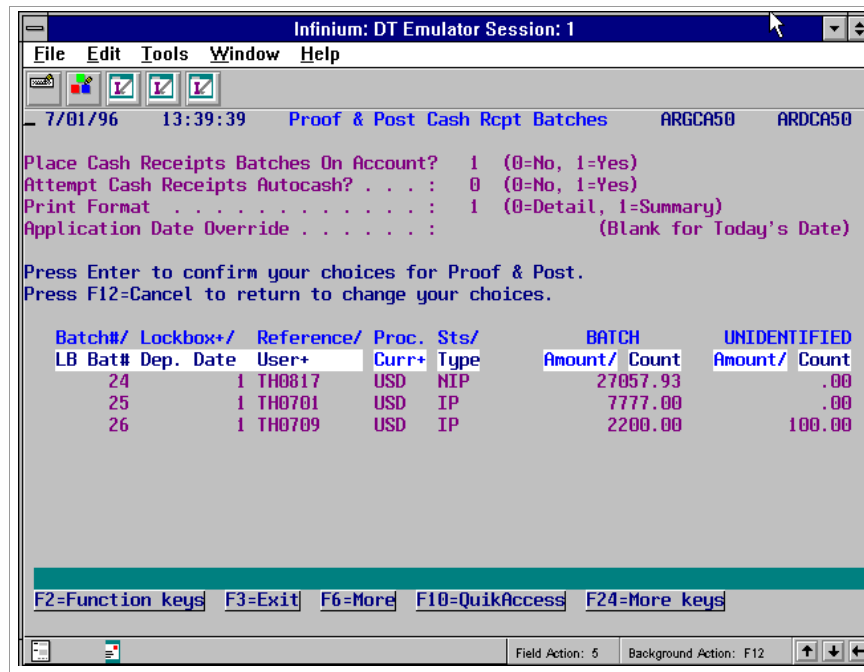 Infinium: DT Emulator Session: 1
File Edit Tools Window Help
7/01/96 13:39:39 Proof & Post Cash Rcpt Batches ARGCA50 ARDCA50
Place Cash Receipts Batches On Account? 1 (0=No, 1=Yes)
Attempt Cash Receipts Autocash? . . . : 0 (0=No, 1=Yes)
Print Format . . . . . . . . . . . . : 1 (0=Detail, 1=Summary)
Application Date Override . . . . . . : (Blank for Today's Date)
Press Enter to confirm your choices for Proof & Post.
Press F12=Cancel to return to change your choices.
Batch#/ Lockbox+/ Reference/ Proc. Sts/ BATCH UNIDENTIFIED
LB Bat# Dep. Date User+ Curr+ Type Amount/ Count Amount/ Count
24 1 TH0817 USD NIP 27057.93 .00
25 1 TH0701 USD IP 7777.00 .00
26 1 TH0709 USD IP 2200.00 100.00
F2=Function keys F3=Exit F6=More F10=QuikAccess F24=More keys
Field Action: 5 Background Action: F12